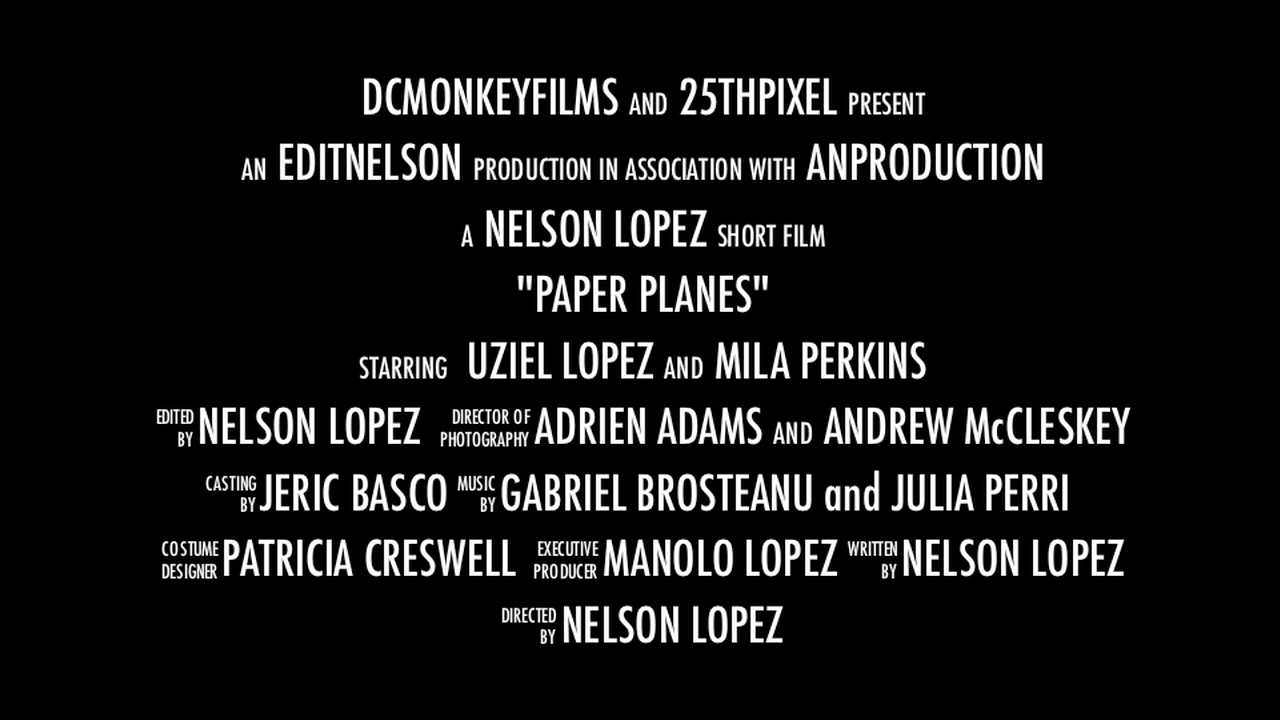 DCMONKEYFILMS AND 25THPIXEL PRESENT
AN EDITNELSON PRODUCTION IN ASSOCIATION WITH ANPRODUCTION
A NELSON LOPEZ SHORT FILM
"PAPER PLANES"
STARRING UZIEL LOPEZ AND MILA PERKINS
EDITED BY NELSON LOPEZ DIRECTOR OF PHOTOGRAPHY ADRIEN ADAMS AND ANDREW McCLESKEY
CASTING BY JERIC BASCO MUSIC BY GABRIEL BROSTEANU and JULIA PERRI
COSTUME DESIGNER PATRICIA CRESWELL EXECUTIVE PRODUCER MANOLO LOPEZ WRITTEN BY NELSON LOPEZ
DIRECTED BY NELSON LOPEZ